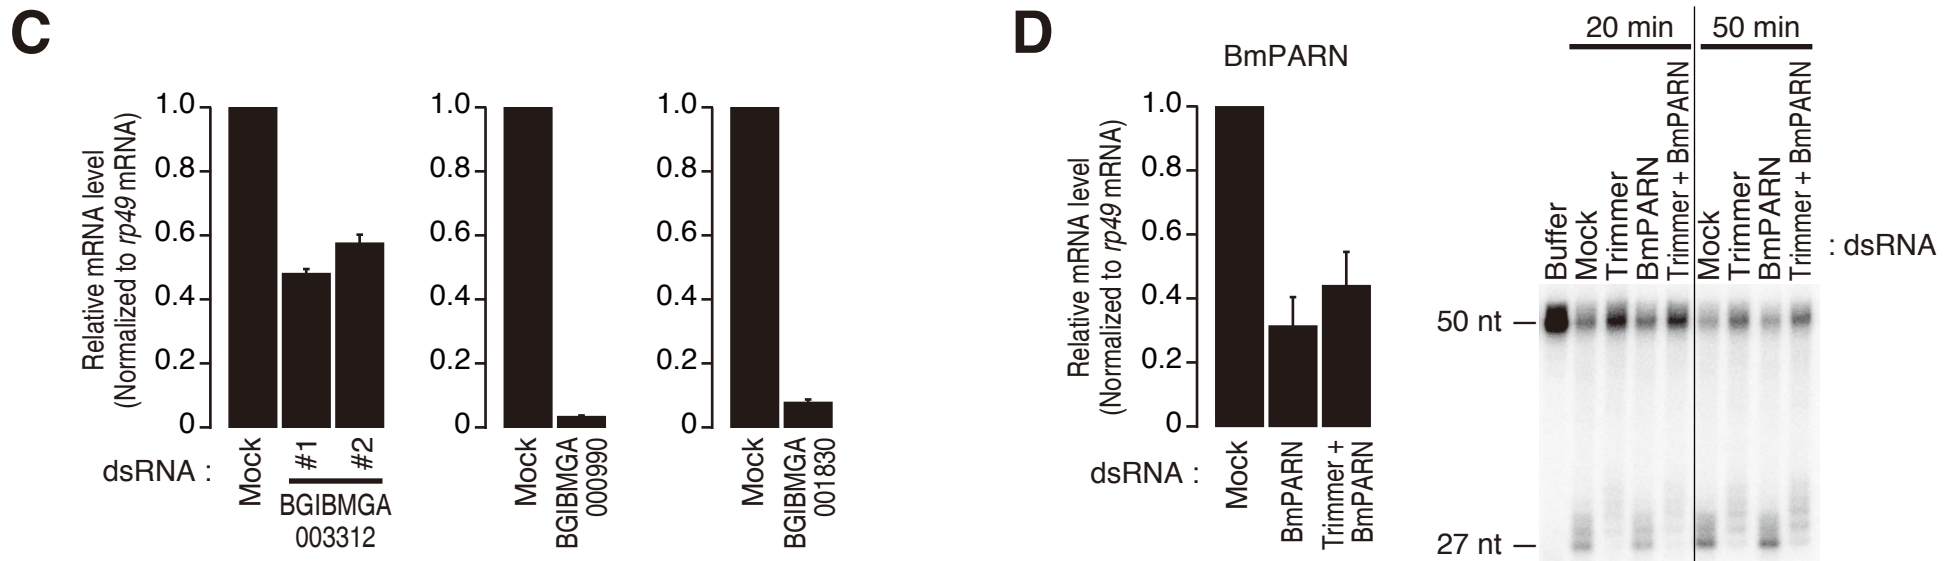 C
Relative mRNA level
(Normalized to rp49 mRNA)
1.0
0.8
0.6
0.4
0.2
0
1.0
0.8
0.6
0.4
0.2
0
1.0
0.8
0.6
0.4
0.2
0
dsRNA :
Mock
#1
#2
BGIBMGA
003312
Mock
BGIBMGA
000990
Mock
BGIBMGA
001830
D
BmPARN
Relative mRNA level
(Normalized to rp49 mRNA)
1.0
0.8
0.6
0.4
0.2
0
dsRNA :
Mock
BmPARN
Trimmer +
BmPARN
20 min
50 min
Buffer
Mock
Trimmer
BmPARN
Trimmer + BmPARN
Mock
Trimmer
BmPARN
Trimmer + BmPARN
: dsRNA
50 nt
27 nt